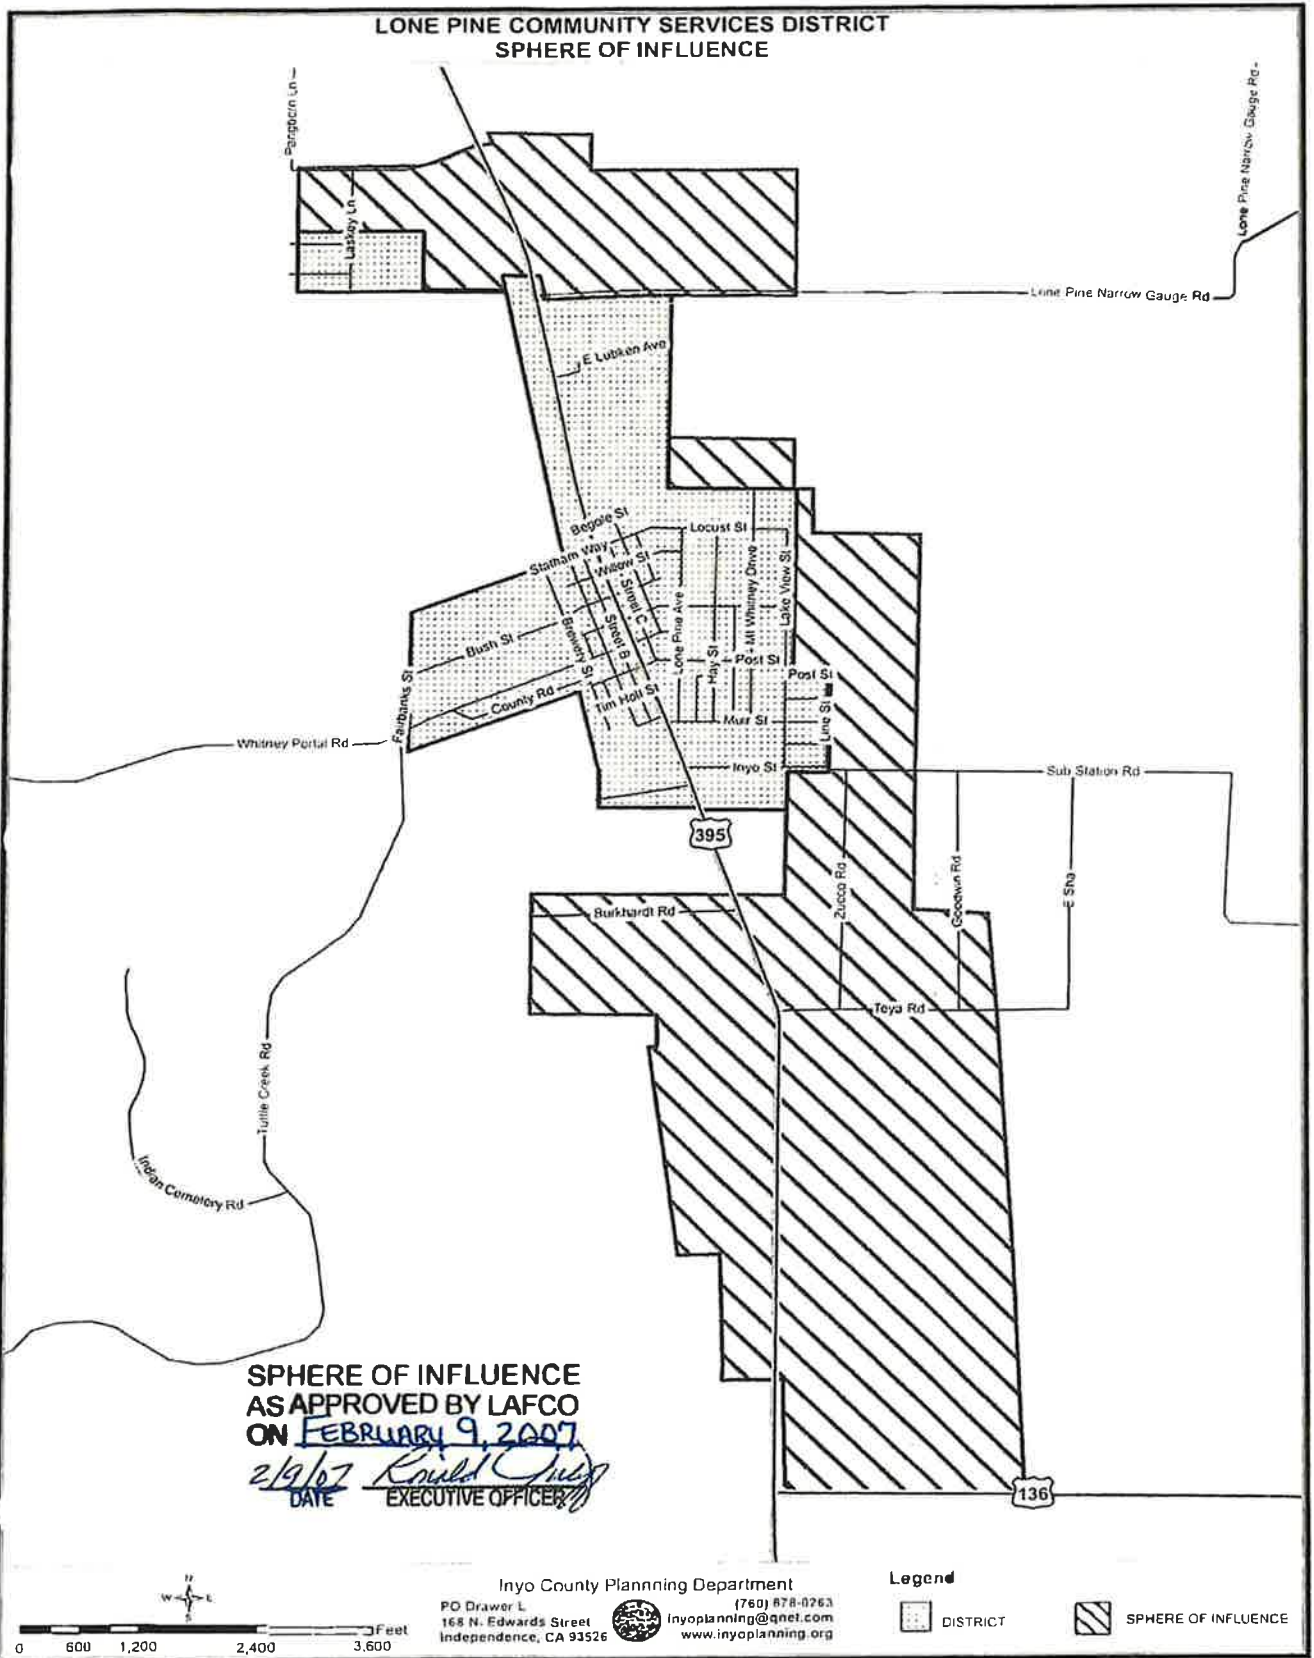 LONE PINE COMMUNITY SERVICES DISTRICT
SPHERE OF INFLUENCE
Pangborn Ln
Lone Pine Narrow Gauge Rd
Laskey Ln
Lone Pine Narrow Gauge Rd
E Lubken Ave
Begole St
Locust St
Statham Way
Willow St
Mt Whitney Drive
Lake View St
Street C
Lone Pine Ave
Brewery St
Street B
Bush St
Hay St
Post St
Post St
Fairbanks St
County Rd
Tim Holt St
Muir St
Line St
Whitney Portal Rd
Inyo St
Sub Station Rd
395
Zucco Rd
Goodwin Rd
E Sha
Burkhardt Rd
Teya Rd
Tuttle Creek Rd
Indian Cemetery Rd
SPHERE OF INFLUENCE
AS APPROVED BY LAFCO
ON FEBRUARY 9, 2007
2/9/07
DATE EXECUTIVE OFFICER
136
N
W E
S
Feet
0 600 1,200 2,400 3,600
Inyo County Plannning Department
PO Drawer L
168 N. Edwards Street
Independence, CA 93526
(760) 878-0263
inyoplanning@qnet.com
www.inyoplanning.org
Legend
DISTRICT
SPHERE OF INFLUENCE